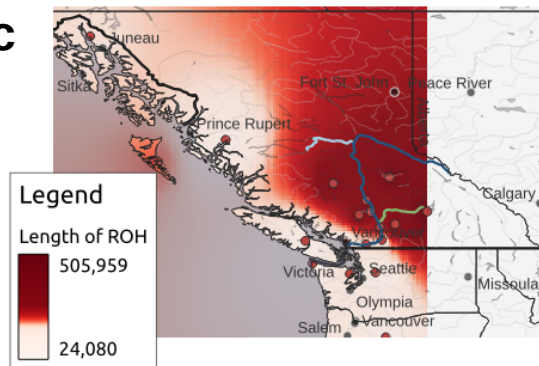 c
Juneau
Sitka
Fort St. John
Peace River
Prince Rupert
Calgary
Vancouver
Victoria
Seattle
Missoula
Olympia
Salem
Vancouver
Legend
Length of ROH
505,959
24,080